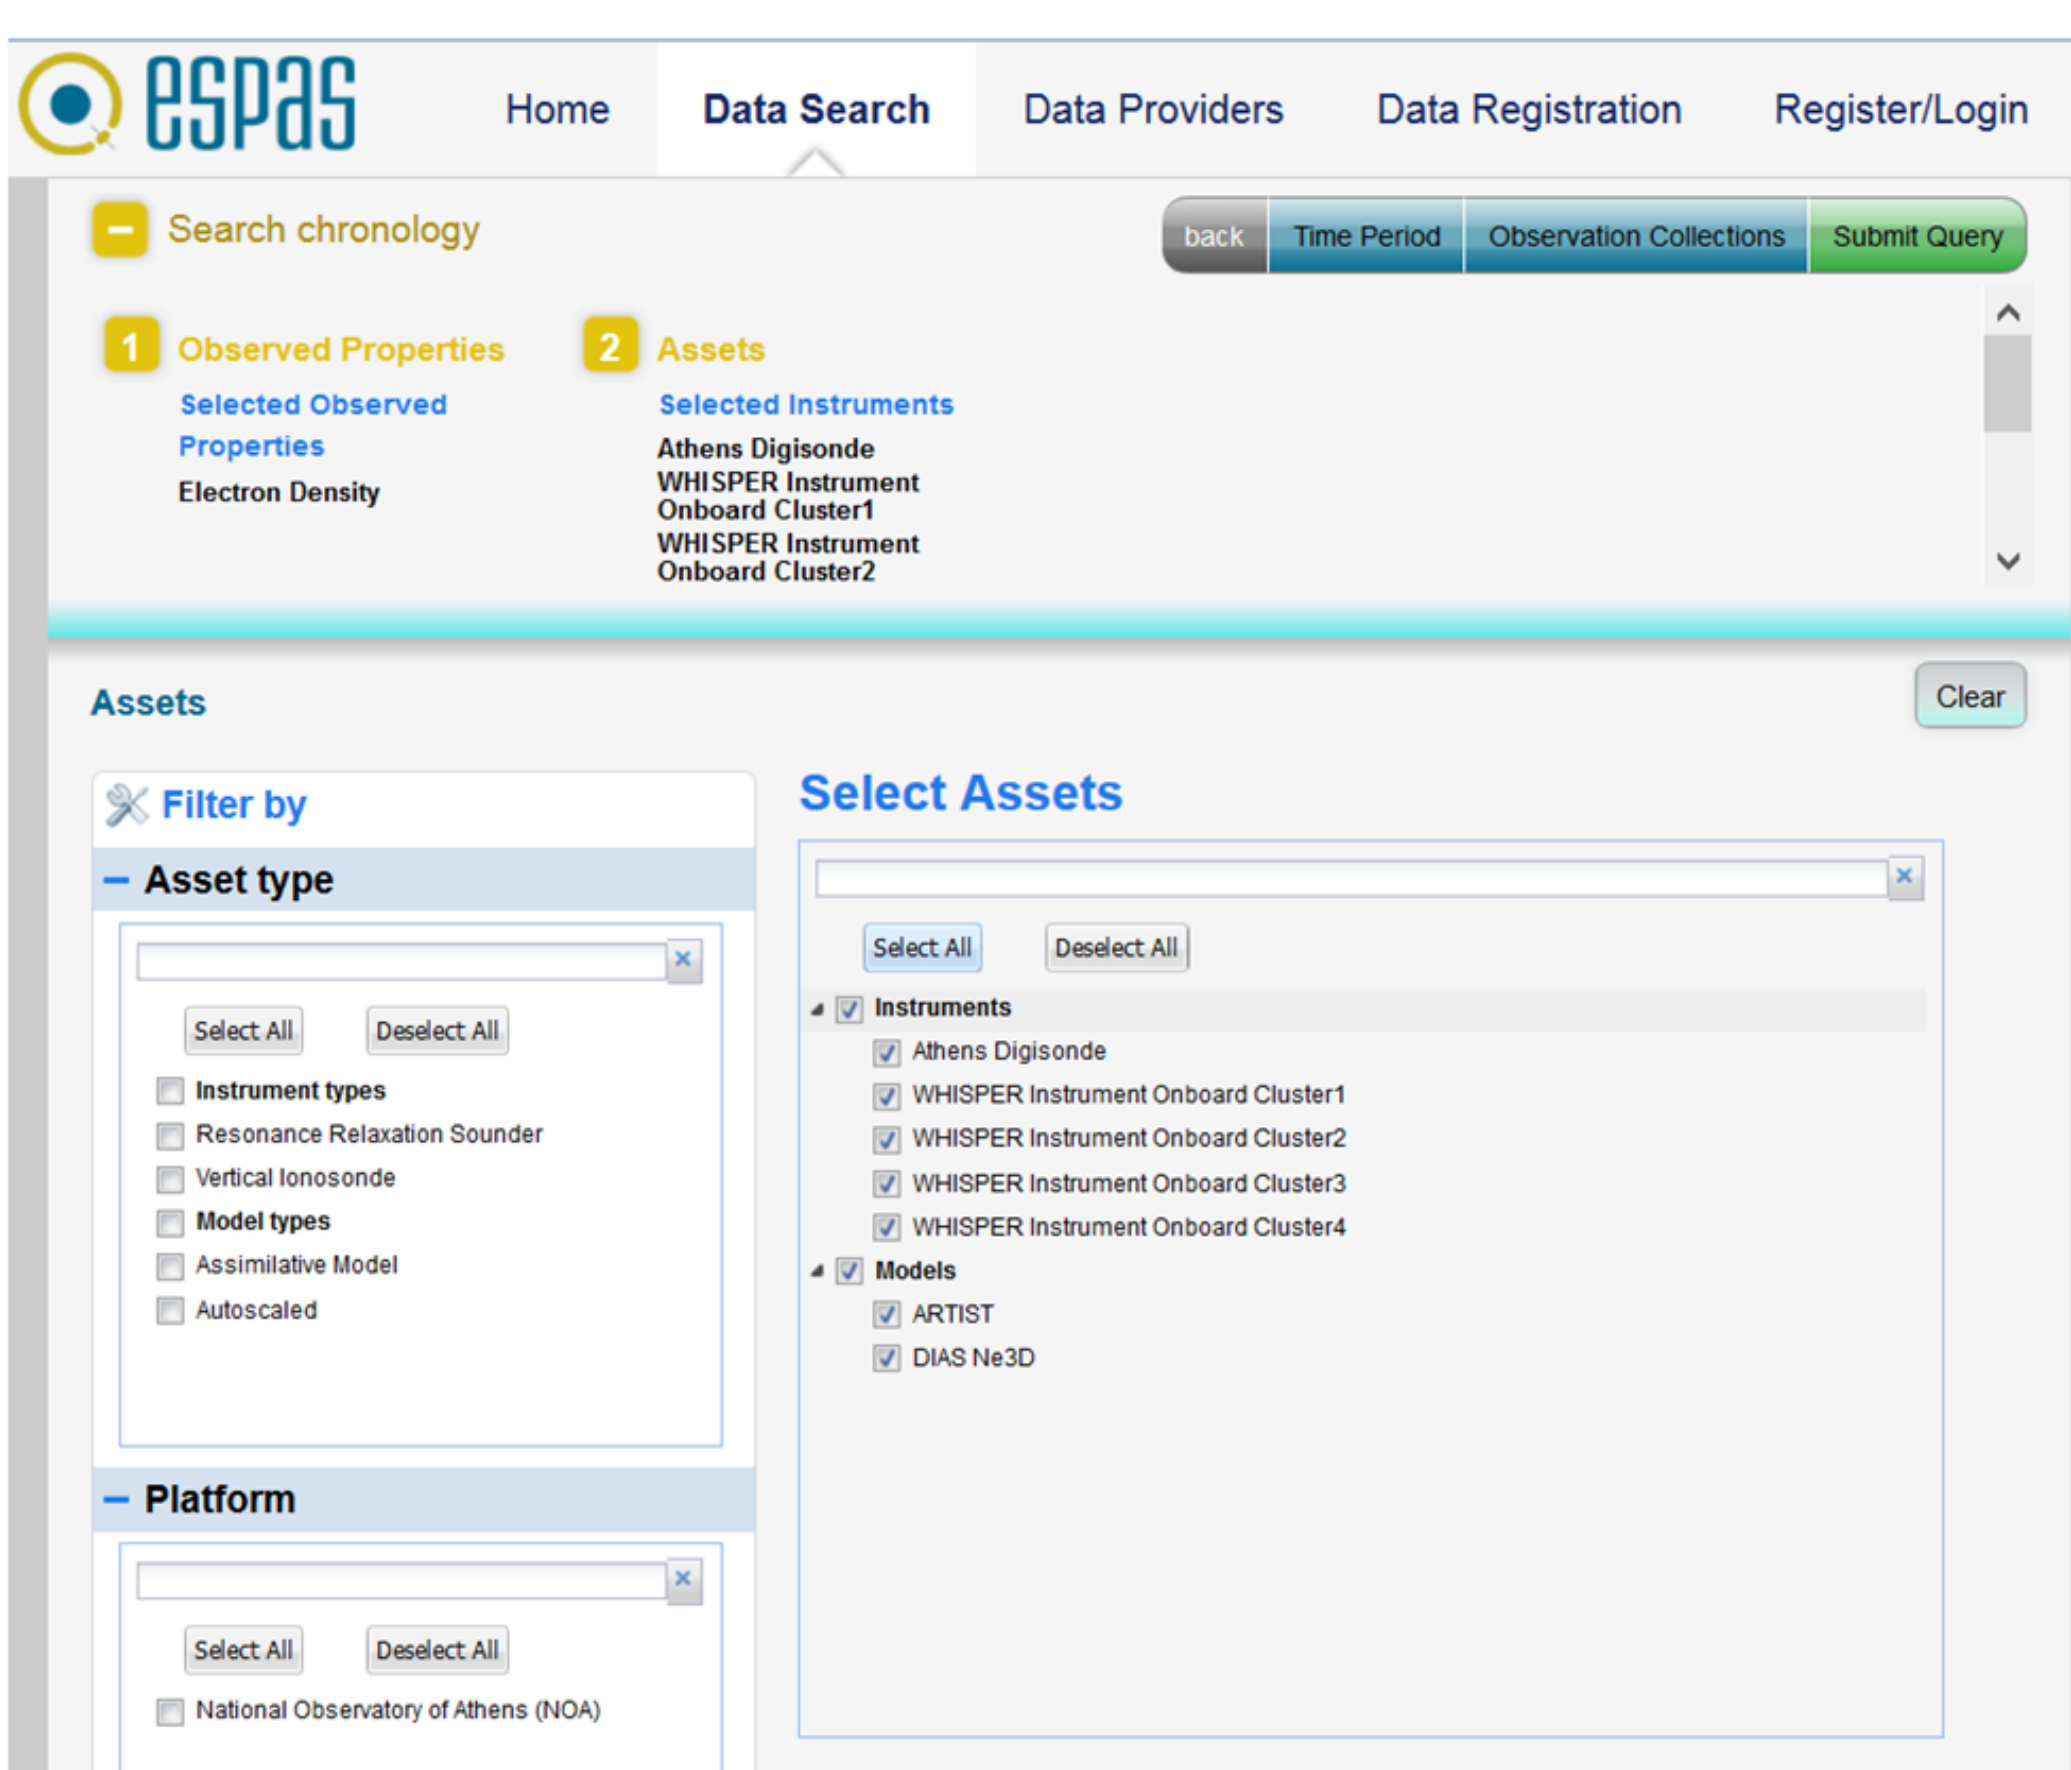 espas
Home
Data Search
Data Providers
Data Registration
Register/Login
Search chronology
back
Time Period
Observation Collections
Submit Query
1 Observed Properties
Selected Observed
Properties
Electron Density
2 Assets
Selected Instruments
Athens Digisonde
WHISPER Instrument
Onboard Cluster1
WHISPER Instrument
Onboard Cluster2
Assets
Clear
Filter by
Asset type
Select All
Deselect All
Instrument types
Resonance Relaxation Sounder
Vertical Ionosonde
Model types
Assimilative Model
Autoscaled
Platform
Select All
Deselect All
National Observatory of Athens (NOA)
Select Assets
Select All
Deselect All
Instruments
Athens Digisonde
WHISPER Instrument Onboard Cluster1
WHISPER Instrument Onboard Cluster2
WHISPER Instrument Onboard Cluster3
WHISPER Instrument Onboard Cluster4
Models
ARTIST
DIAS Ne3D